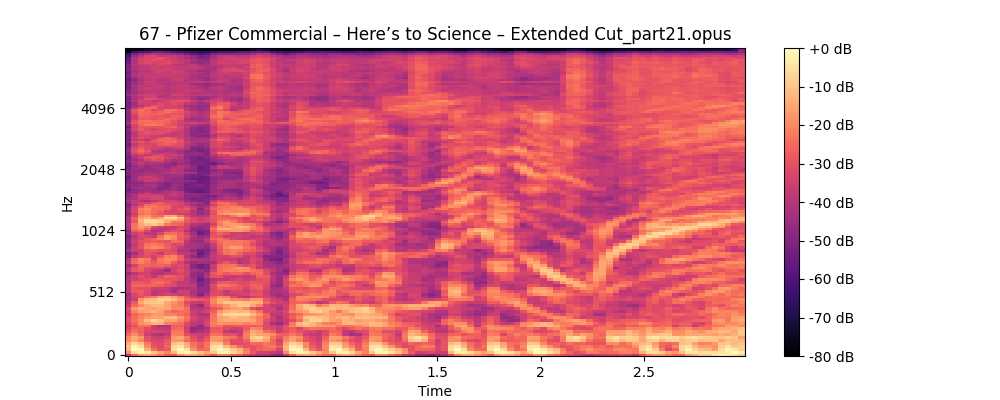 67 - Pfizer Commercial – Here’s to Science – Extended Cut_part21.opus
Hz
4096
2048
1024
512
0
0
0.5
1
1.5
2
2.5
Time
+0 dB
-10 dB
-20 dB
-30 dB
-40 dB
-50 dB
-60 dB
-70 dB
-80 dB